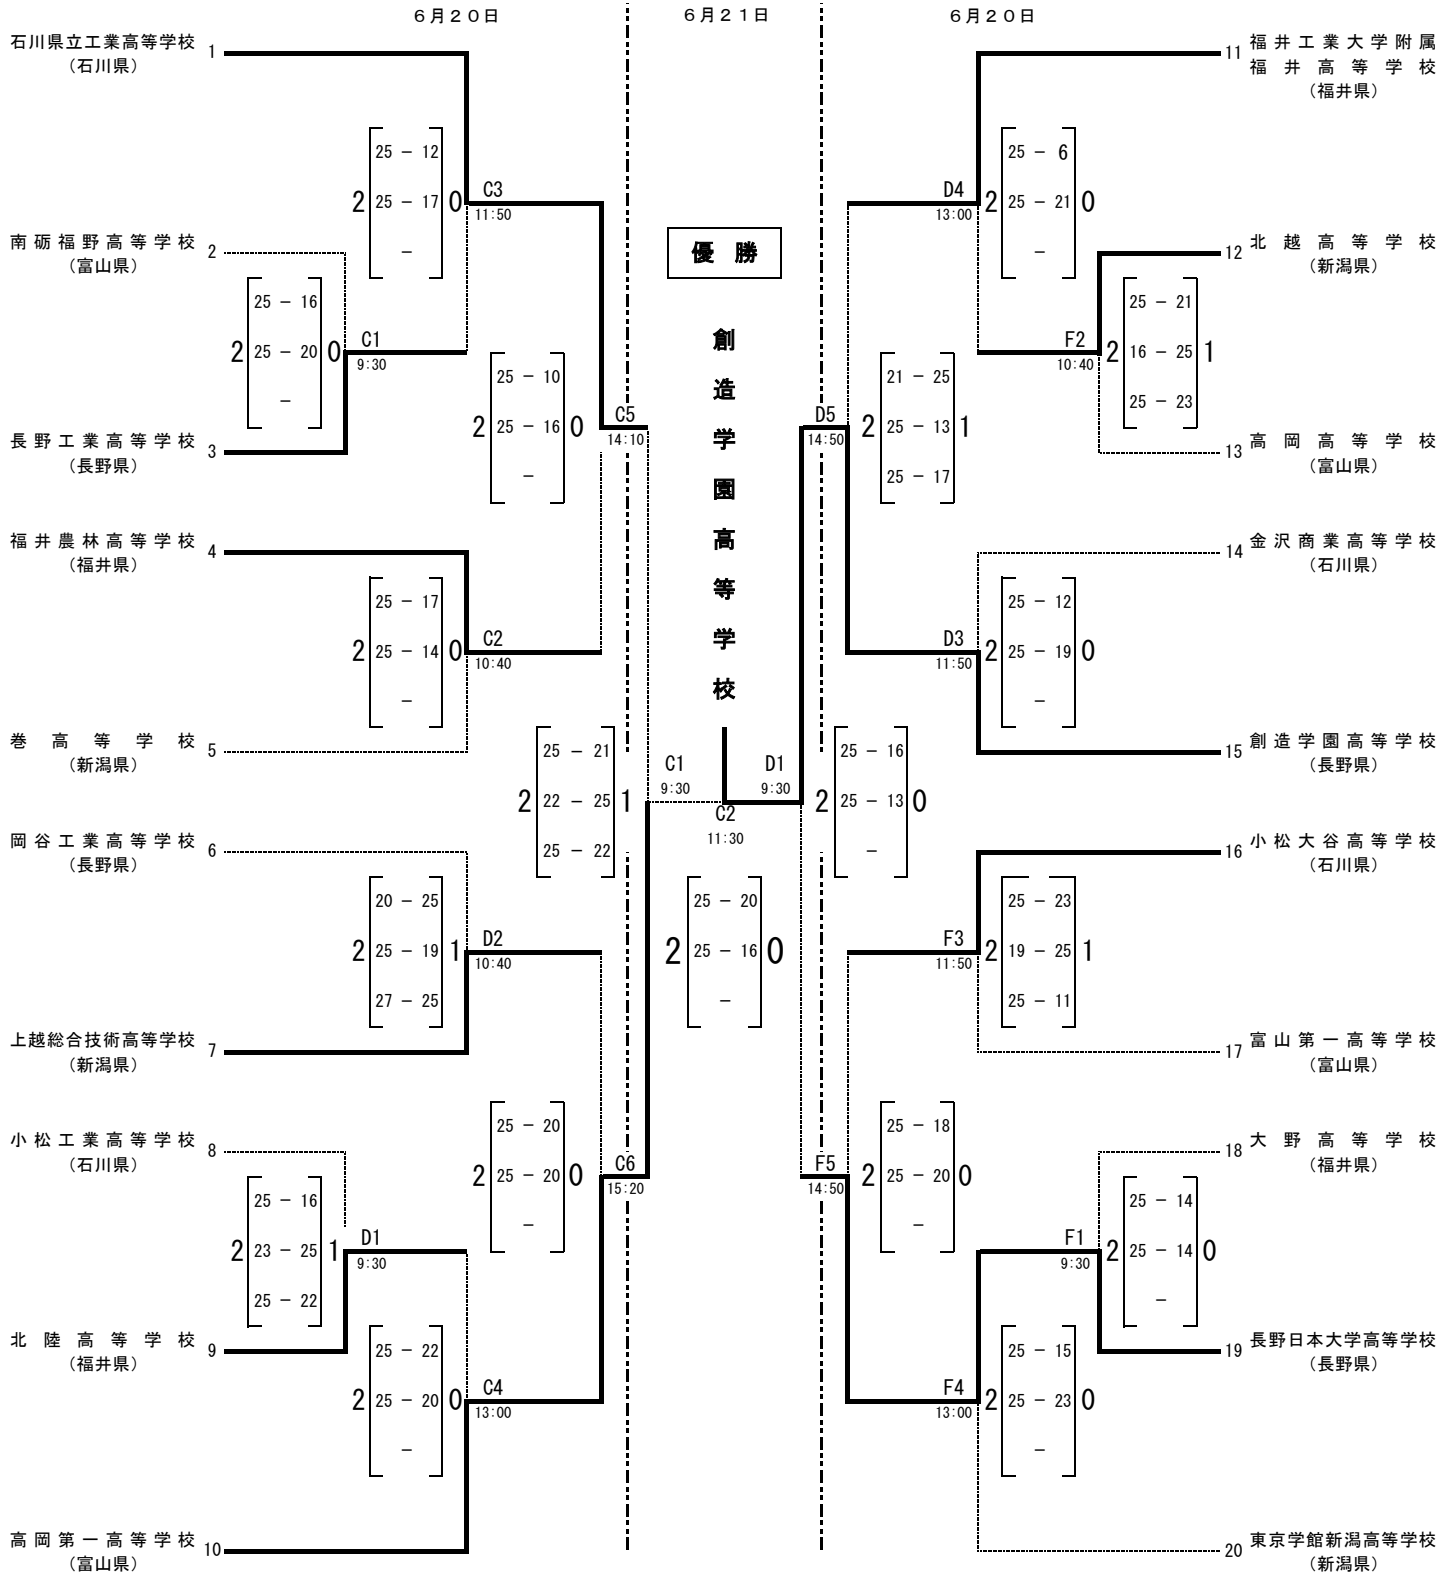 ６月２０日
６月２１日
６月２０日
石川県立工業高等学校 1
（石川県）
南砺福野高等学校 2
（富山県）
長野工業高等学校 3
（長野県）
福井農林高等学校 4
（福井県）
巻高等学校 5
（新潟県）
岡谷工業高等学校 6
（長野県）
上越総合技術高等学校 7
（新潟県）
小松工業高等学校 8
（石川県）
北陸高等学校 9
（福井県）
高岡第一高等学校 10
（富山県）
25 － 16
2 25 － 20 0
－
C1
9:30
25 － 16
2 23 － 25 1
25 － 22
D1
9:30
25 － 12
2 25 － 17 0
－
C3
11:50
25 － 17
2 25 － 14 0
－
C2
10:40
20 － 25
2 25 － 19 1
27 － 25
D2
10:40
25 － 22
2 25 － 20 0
－
C4
13:00
25 － 10
2 25 － 16 0
－
C5
14:10
25 － 20
2 25 － 20 0
－
C6
15:20
25 － 21
2 22 － 25 1
25 － 22
C1
9:30
優勝
創
造
学
園
高
等
学
校
C2
11:30
25 － 20
2 25 － 16 0
－
D1
9:30
25 － 16
2 25 － 13 0
－
D5
14:50
21 － 25
2 25 － 13 1
25 － 17
F5
14:50
25 － 18
2 25 － 20 0
－
D4
13:00
25 － 6
2 25 － 21 0
－
D3
11:50
25 － 12
2 25 － 19 0
－
F3
11:50
25 － 23
2 19 － 25 1
25 － 11
F4
13:00
25 － 15
2 25 － 23 0
－
F2
10:40
25 － 21
2 16 － 25 1
25 － 23
F1
9:30
25 － 14
2 25 － 14 0
－
11 福井工業大学附属
福井高等学校
（福井県）
12 北越高等学校
（新潟県）
13 高岡高等学校
（富山県）
14 金沢商業高等学校
（石川県）
15 創造学園高等学校
（長野県）
16 小松大谷高等学校
（石川県）
17 富山第一高等学校
（富山県）
18 大野高等学校
（福井県）
19 長野日本大学高等学校
（長野県）
20 東京学館新潟高等学校
（新潟県）